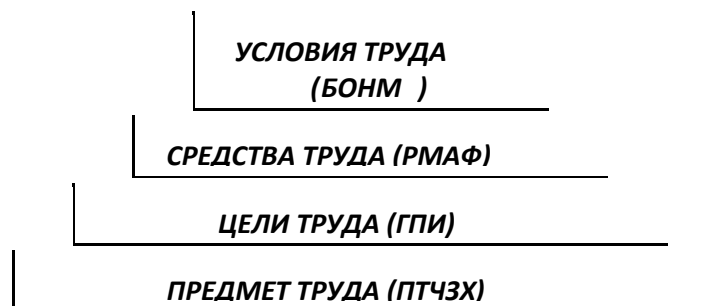 УСЛОВИЯ ТРУДА
(БОНМ )
СРЕДСТВА ТРУДА (РМАФ)
ЦЕЛИ ТРУДА (ГПИ)
ПРЕДМЕТ ТРУДА (ПТЧЗХ)